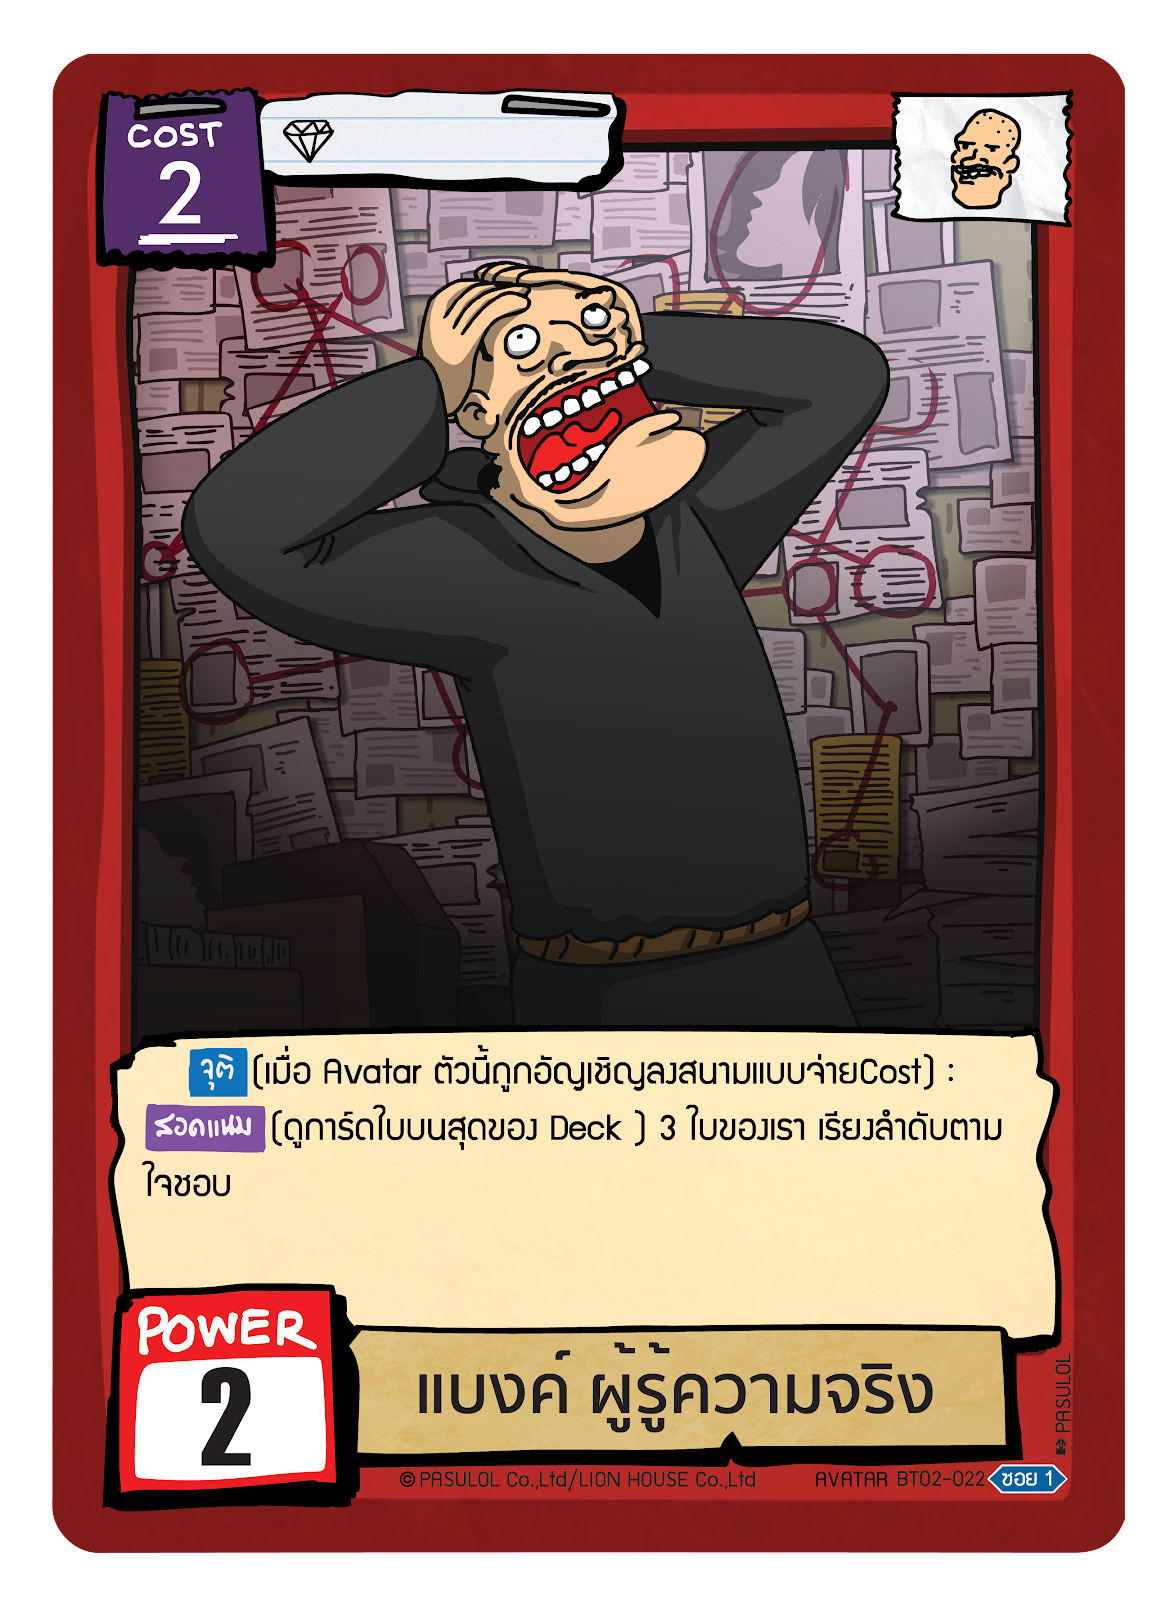 COST
2
จุติ (เมื่อ Avatar ตัวนี้ถูกอัญเชิญลงสนามแบบจ่ายCost) :
สอดแนม (ดูการ์ดใบบนสุดของ Deck ) 3 ใบของเรา เรียงลำดับตาม
ใจชอบ
POWER
2
แบงค์ ผู้รู้ความจริง
PASULOL
© PASULOL Co.,Ltd/LION HOUSE Co.,Ltd
AVATAR BT02-022 ซอย 1